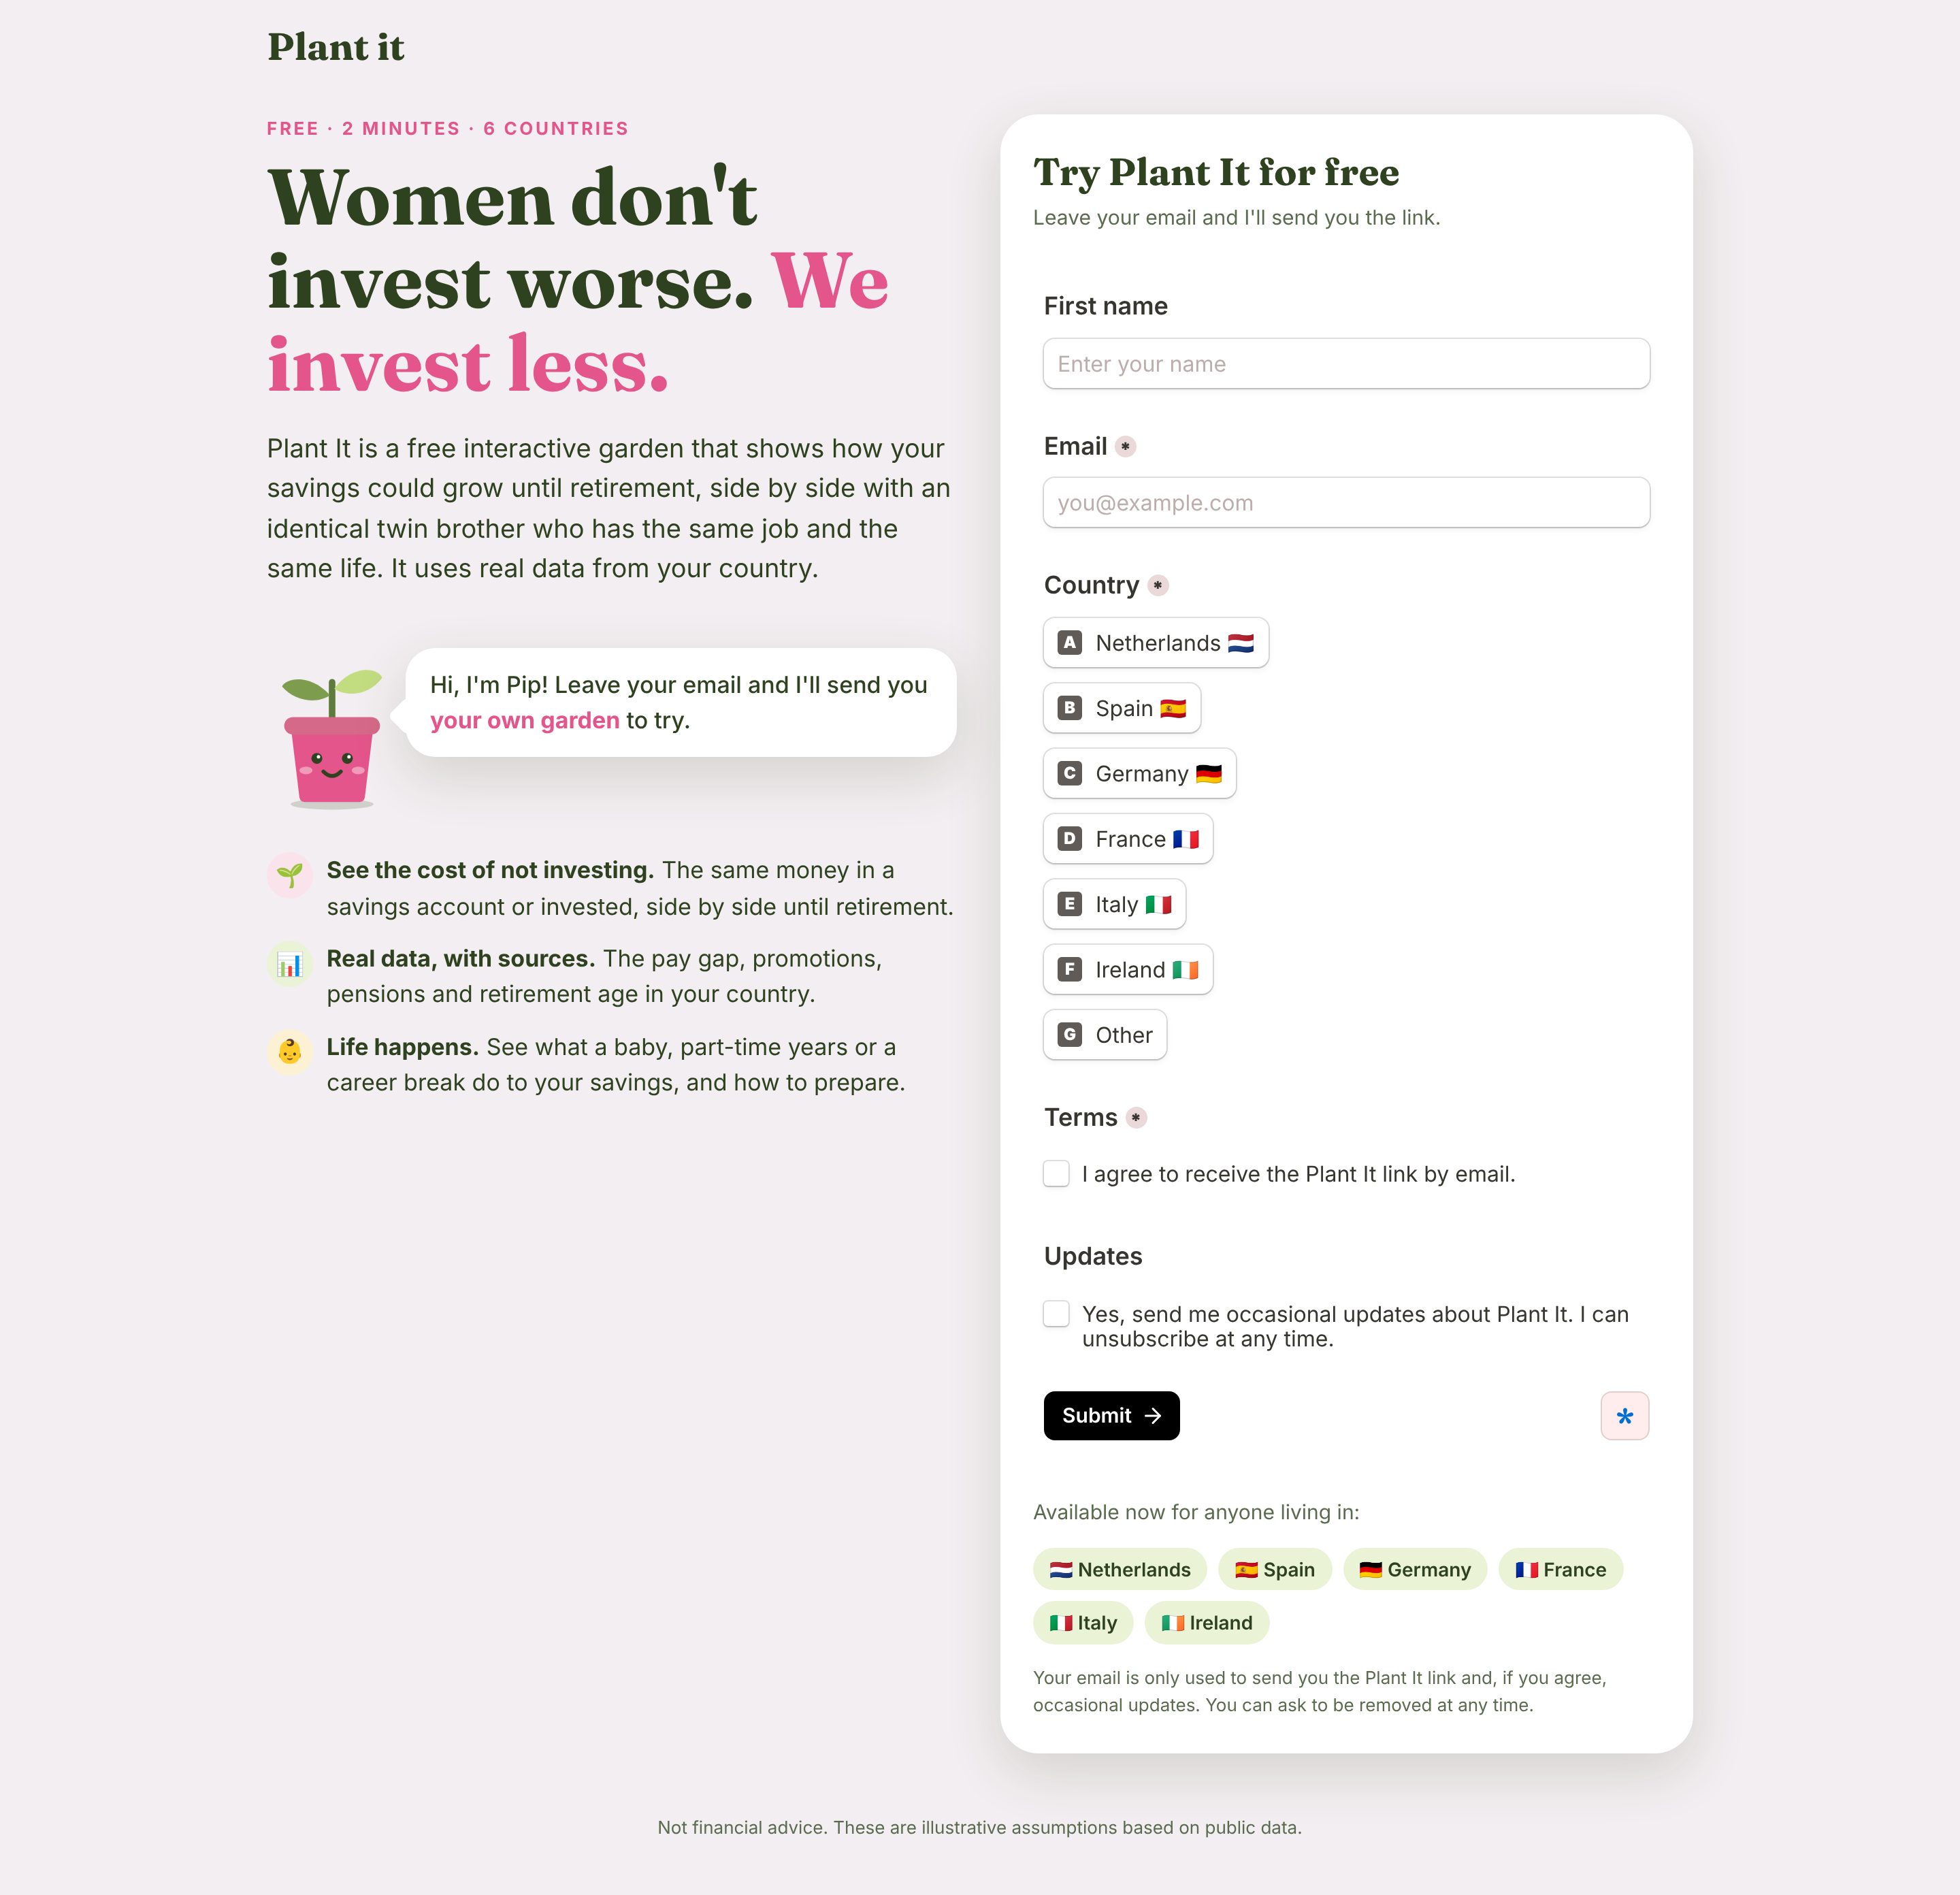 Plant it
FREE · 2 MINUTES · 6 COUNTRIES
Women don't
invest worse. We
invest less.
Plant It is a free interactive garden that shows how your
savings could grow until retirement, side by side with an
identical twin brother who has the same job and the
same life. It uses real data from your country.
Hi, I'm Pip! Leave your email and I'll send you
your own garden to try.
See the cost of not investing. The same money in a
savings account or invested, side by side until retirement.
Real data, with sources. The pay gap, promotions,
pensions and retirement age in your country.
Life happens. See what a baby, part-time years or a
career break do to your savings, and how to prepare.
Try Plant It for free
Leave your email and I'll send you the link.
First name
Enter your name
Email *
you@example.com
Country *
A Netherlands 🇳🇱
B Spain 🇪🇸
C Germany 🇩🇪
D France 🇫🇷
E Italy 🇮🇹
F Ireland 🇮🇪
G Other
Terms *
I agree to receive the Plant It link by email.
Updates
Yes, send me occasional updates about Plant It. I can
unsubscribe at any time.
Submit →
*
Available now for anyone living in:
🇳🇱 Netherlands 🇪🇸 Spain 🇩🇪 Germany 🇫🇷 France
🇮🇹 Italy 🇮🇪 Ireland
Your email is only used to send you the Plant It link and, if you agree,
occasional updates. You can ask to be removed at any time.
Not financial advice. These are illustrative assumptions based on public data.